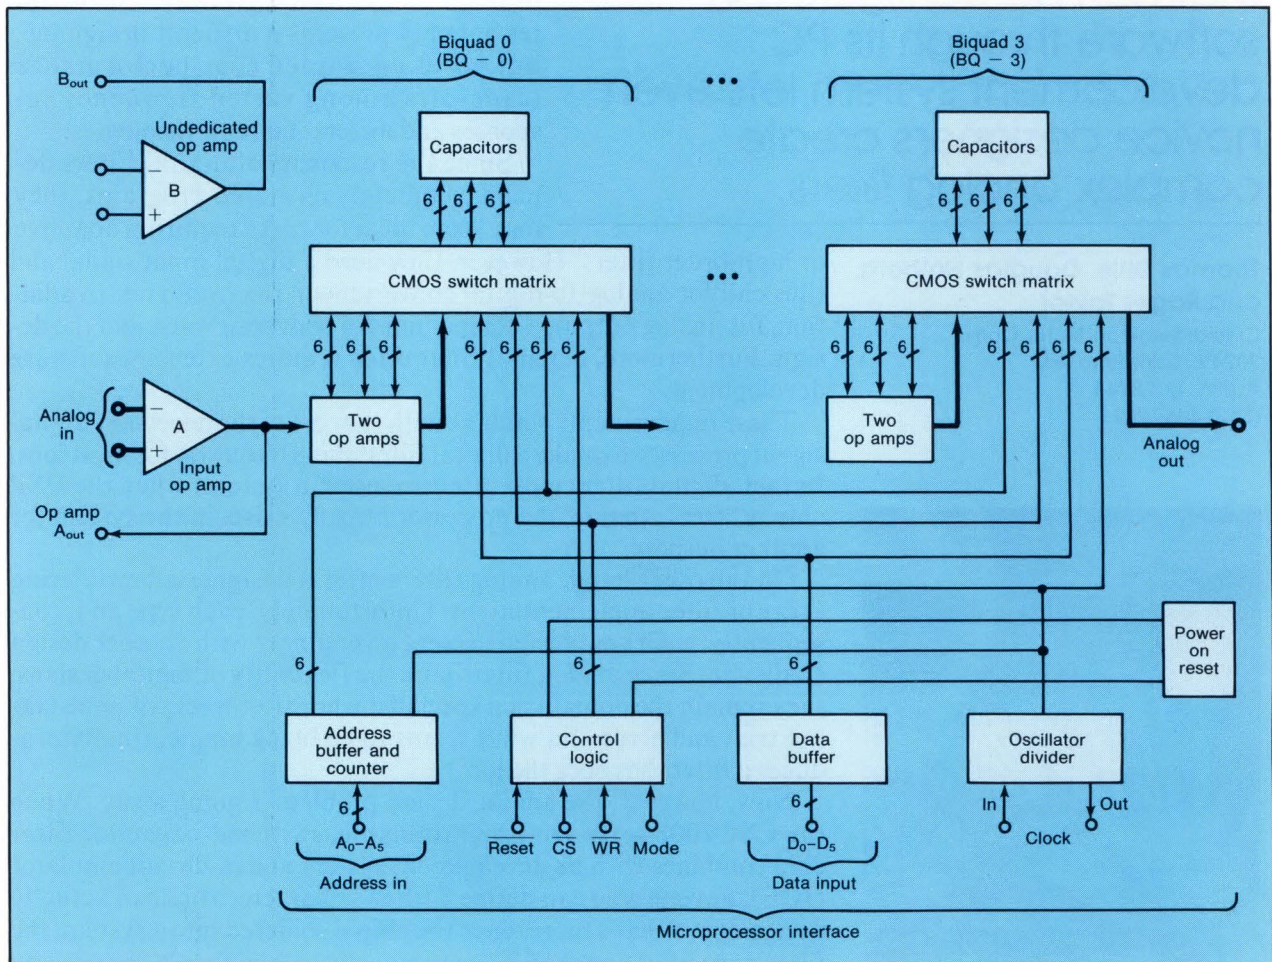 Biquad 0
(BQ – 0)
•••
Biquad 3
(BQ – 3)
Bout
Undedicated
op amp
–
B
+
Capacitors
Capacitors
6 6 6
6 6 6
CMOS switch matrix
•••
CMOS switch matrix
6 6 6 6 6 6 6
6 6 6 6 6 6 6
Analog
in
–
A
+
Input
op amp
Two
op amps
Two
op amps
Analog
out
Op amp
Aout
Power
on
reset
6
6
6
Address
buffer and
counter
Control
logic
Data
buffer
Oscillator
divider
6
6
In
Out
A0–A5
Reset CS WR Mode
D0–D5
Clock
Address in
Data input
Microprocessor interface